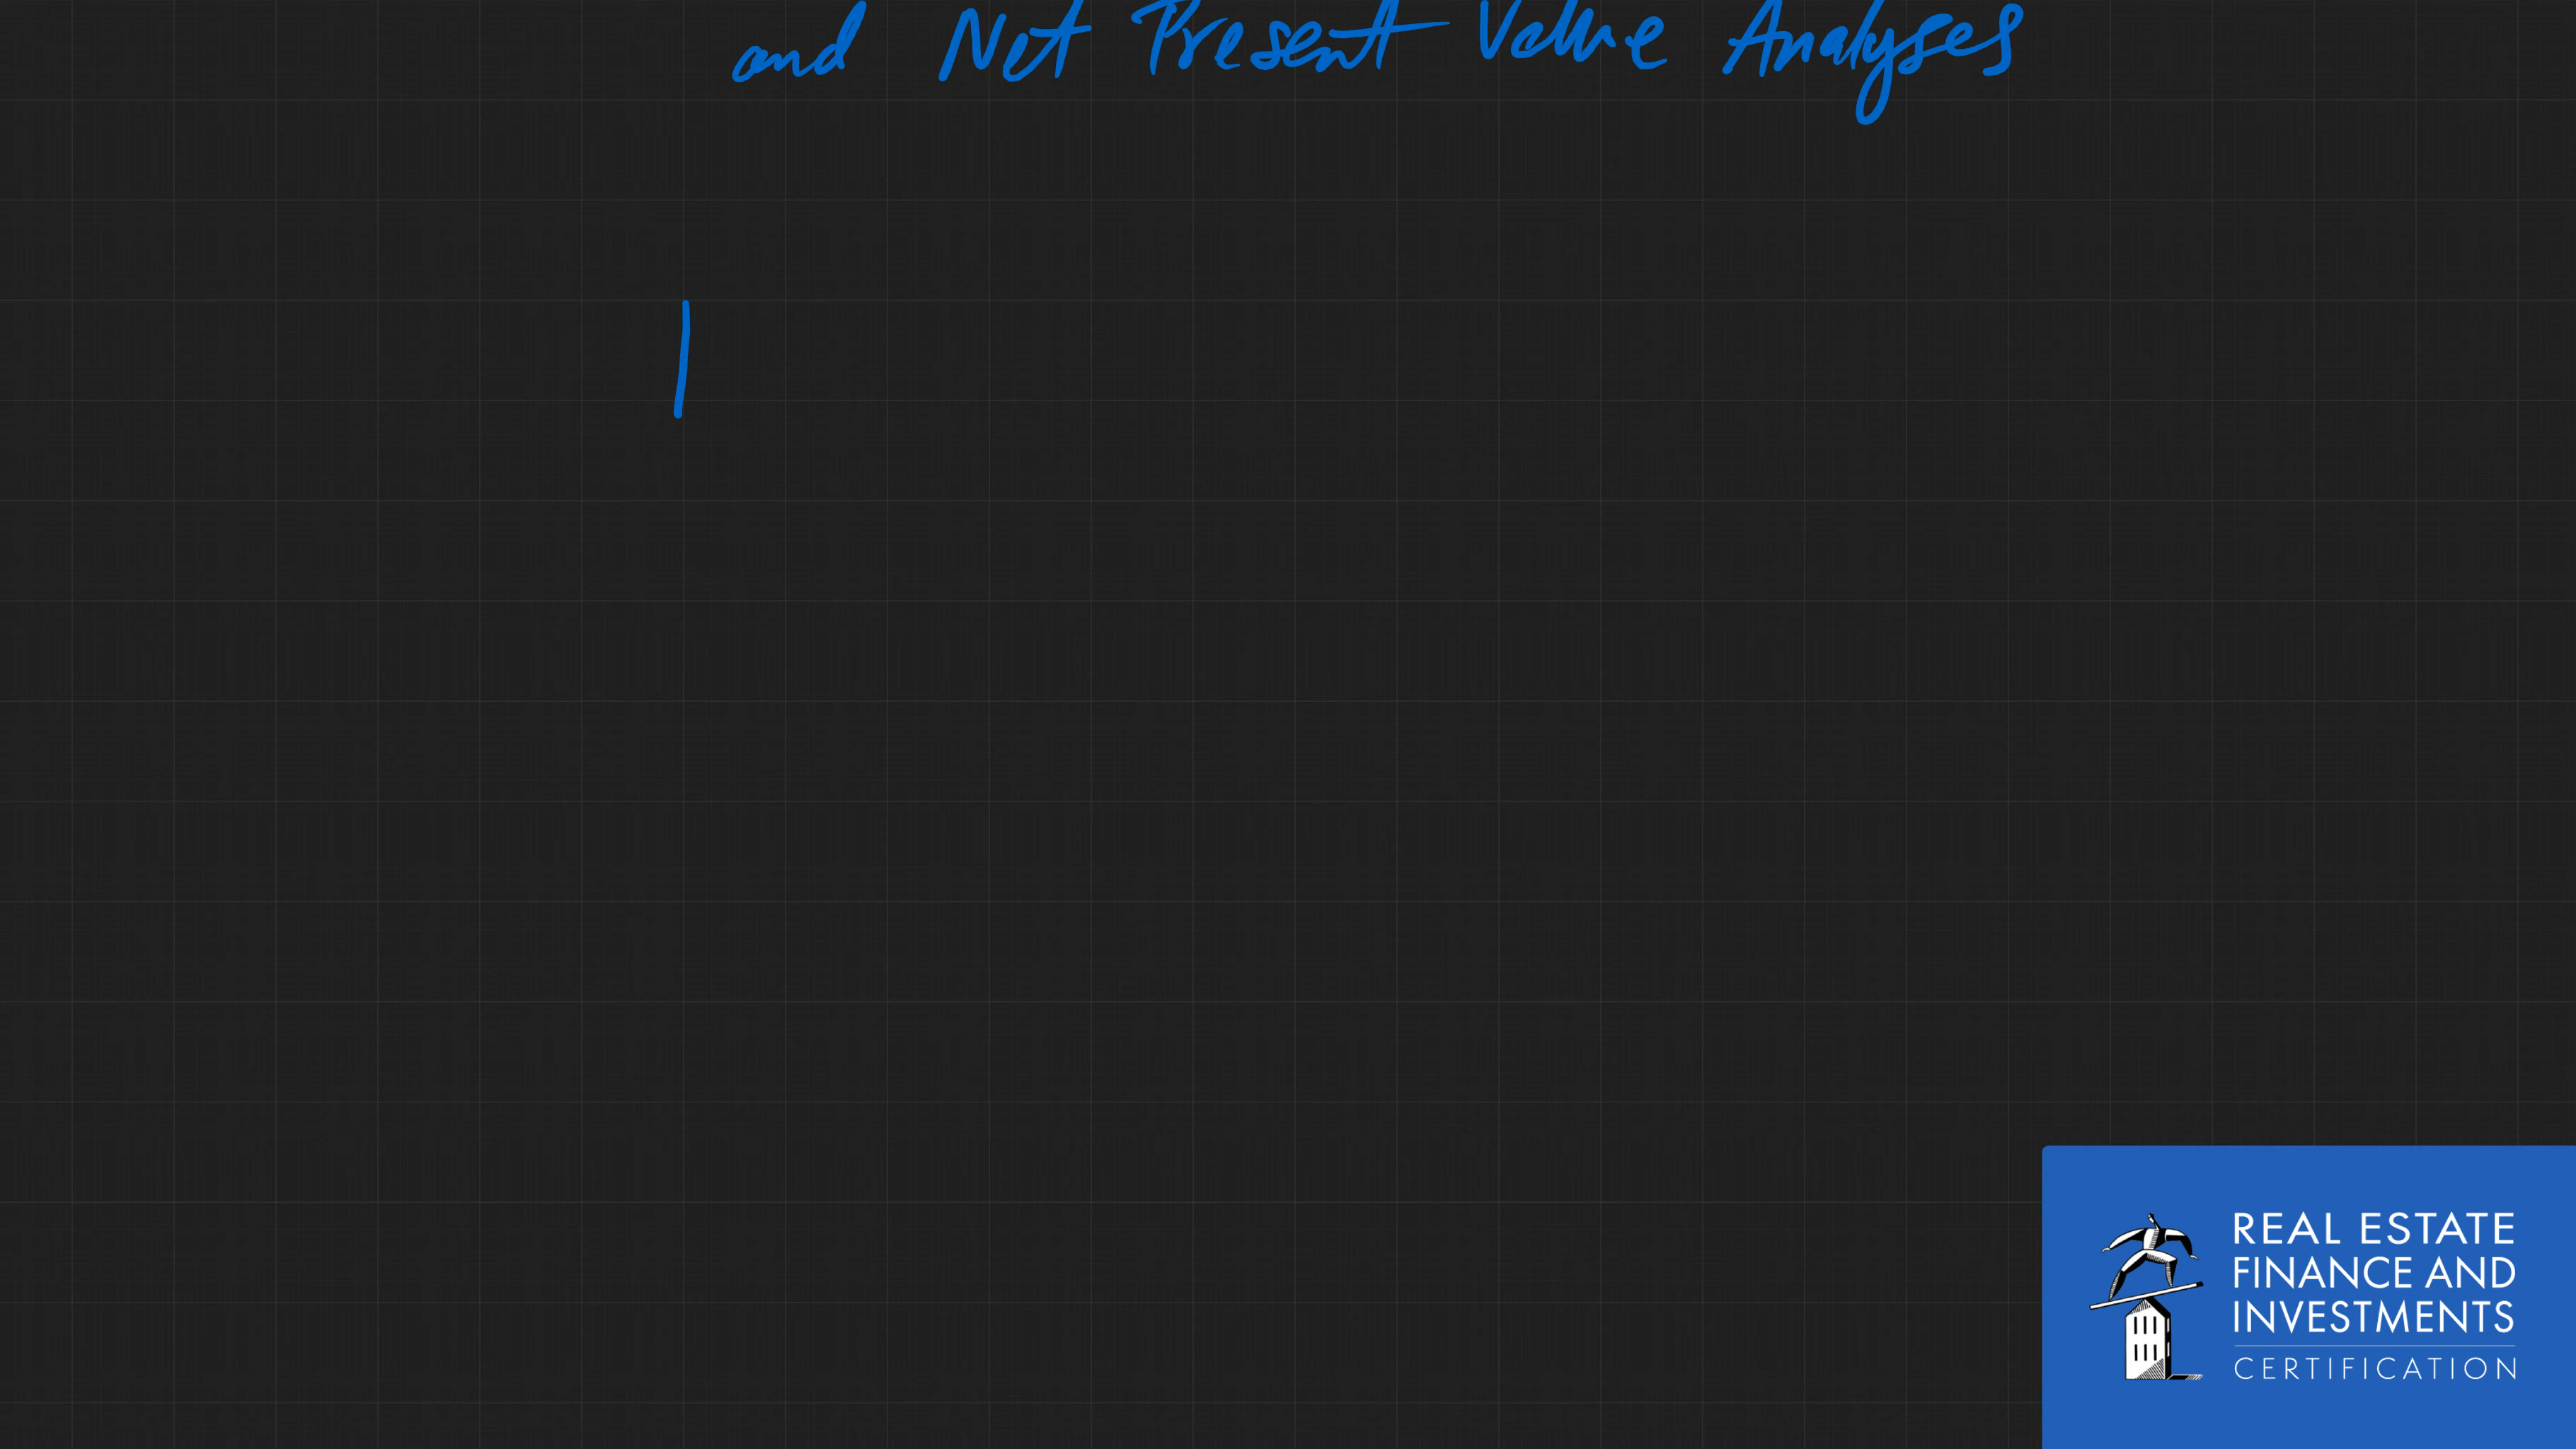 and Net Present Value Analyses
REAL ESTATE
FINANCE AND
INVESTMENTS
CERTIFICATION